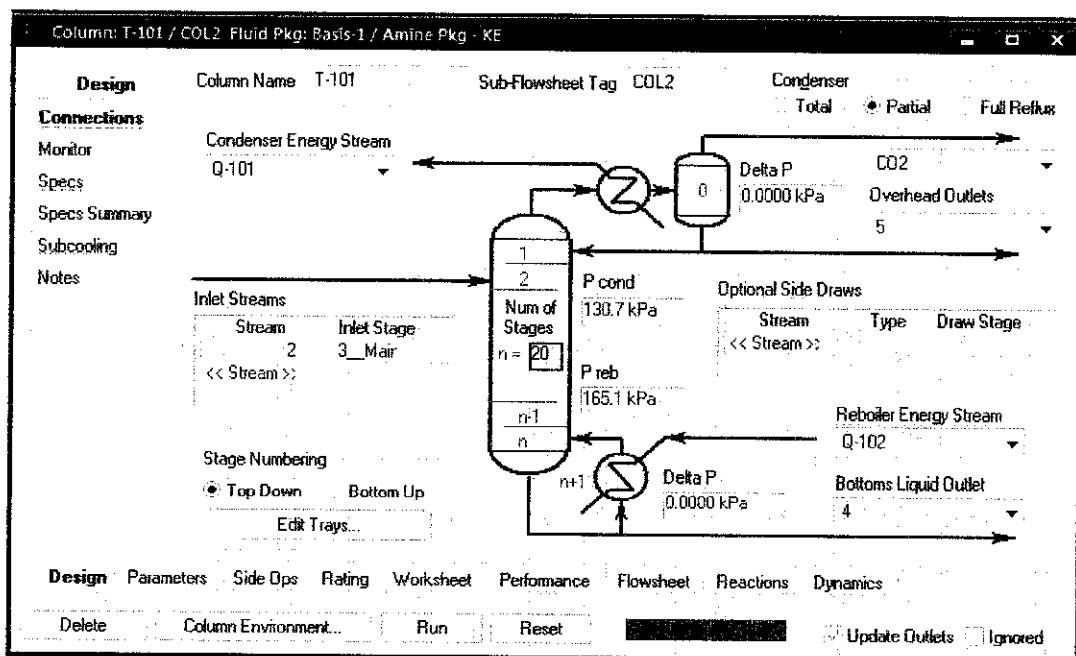 Column: T-101 / COL2 Fluid Pkg: Basis-1 / Amine Pkg - KE
Design
Column Name T-101
Sub-Flowsheet Tag COL2
Condenser
Total Partial Full Reflux
Connections
Monitor
Specs
Specs Summary
Subcooling
Notes
Condenser Energy Stream
Q-101
0
Delta P
0.0000 kPa
CO2
Overhead Outlets
5
1
2
Num of
Stages
n = 20
n-1
n
P cond
130.7 kPa
P reb
165.1 kPa
Inlet Streams
Stream Inlet Stage
2 3__Mair
<< Stream >>
Optional Side Draws
Stream Type Draw Stage
<< Stream >>
Stage Numbering
Top Down Bottom Up
Edit Trays...
n+1
Delta P
0.0000 kPa
Reboiler Energy Stream
Q-102
Bottoms Liquid Outlet
4
Design Parameters Side Ops Rating Worksheet Performance Flowsheet Reactions Dynamics
Delete Column Environment... Run Reset Update Outlets Ignored